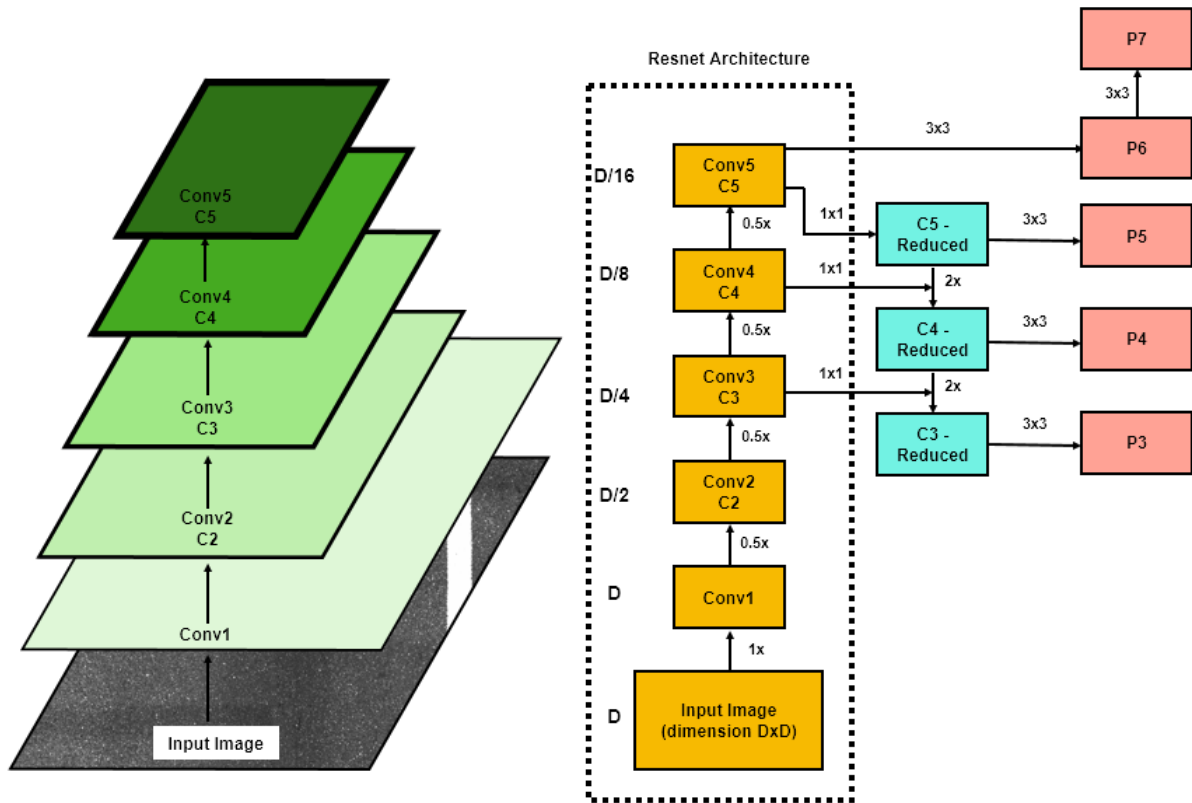 Conv5
C5
Conv4
C4
Conv3
C3
Conv2
C2
Conv1
Input Image
Resnet Architecture
D/16
Conv5
C5
0.5x
D/8
Conv4
C4
0.5x
D/4
Conv3
C3
0.5x
D/2
Conv2
C2
0.5x
D
Conv1
1x
D
Input Image
(dimension DxD)
P7
3x3
3x3
P6
1x1
C5 -
Reduced
3x3
P5
1x1
2x
C4 -
Reduced
3x3
P4
1x1
2x
C3 -
Reduced
3x3
P3